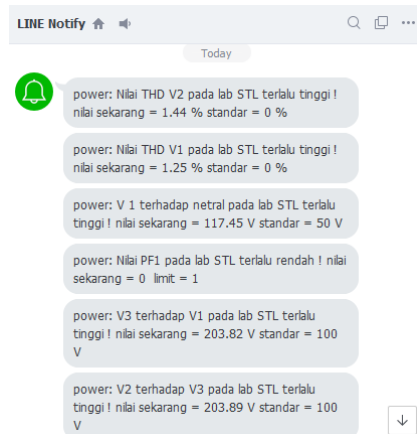 LINE Notify
Today
power: Nilai THD V2 pada lab STL terlalu tinggi !
nilai sekarang = 1.44 % standar = 0 %
power: Nilai THD V1 pada lab STL terlalu tinggi !
nilai sekarang = 1.25 % standar = 0 %
power: V 1 terhadap netral pada lab STL terlalu
tinggi ! nilai sekarang = 117.45 V standar = 50 V
power: Nilai PF1 pada lab STL terlalu rendah ! nilai
sekarang = 0 limit = 1
power: V3 terhadap V1 pada lab STL terlalu
tinggi ! nilai sekarang = 203.82 V standar = 100
V
power: V2 terhadap V3 pada lab STL terlalu
tinggi ! nilai sekarang = 203.89 V standar = 100
V